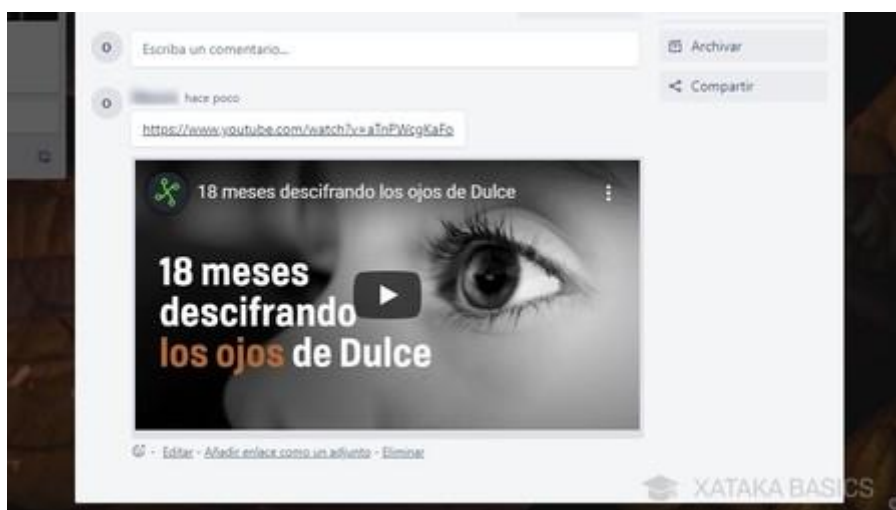 O
Escriba un comentario...
Archivar
Compartir
O
hace poco
https://www.youtube.com/watch?v=aTnPWcgKaFo
18 meses descifrando los ojos de Dulce
18 meses
descifrando
los ojos de Dulce
- Editar - Añadir enlace como un adjunto - Eliminar
XATAKA BASICS